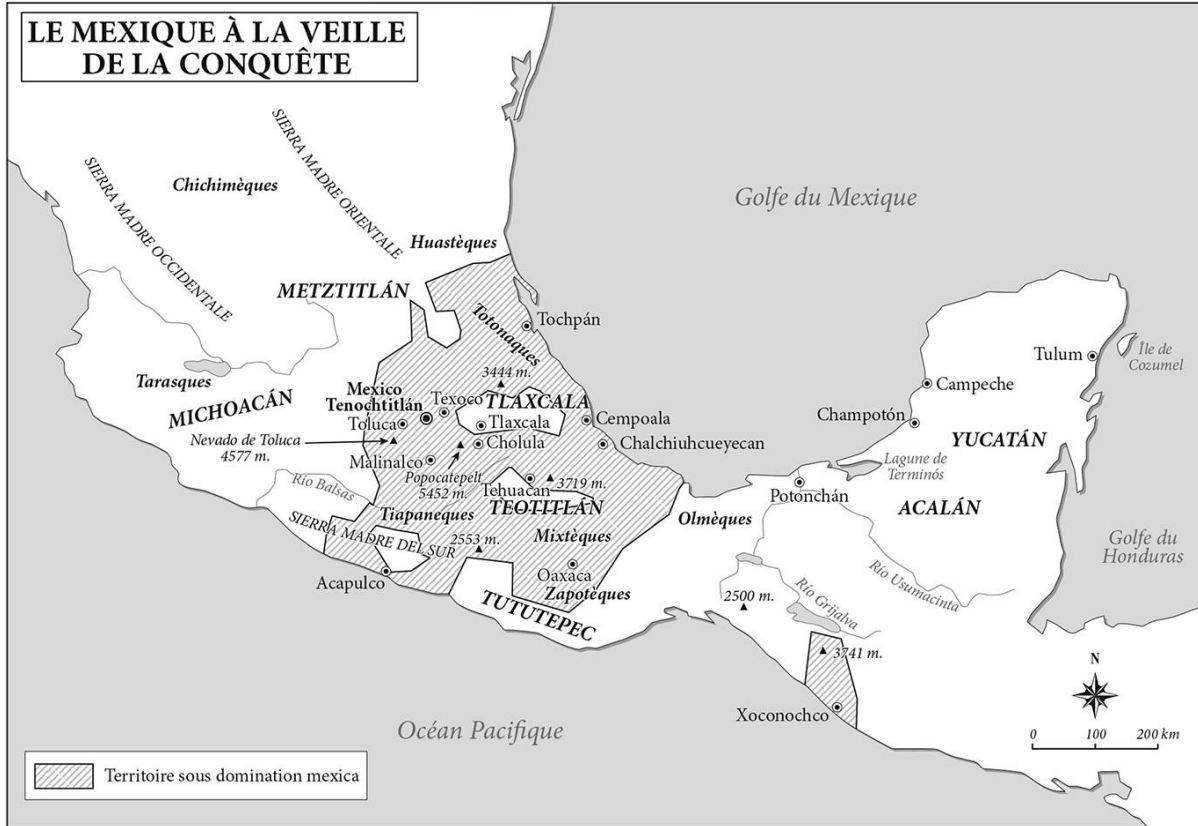 LE MEXIQUE À LA VEILLE
DE LA CONQUÊTE
SIERRA MADRE OCCIDENTALE
SIERRA MADRE ORIENTALE
Chichimèques
Golfe du Mexique
Huastèques
METZTITLÁN
Totonaques
Tochpán
Tarasques
MICHOACÁN
3444 m.
Mexico
Tenochtitlán
Texoco
TLAXCALA
Toluca
Tlaxcala
Cempoala
Nevado de Toluca
4577 m.
Cholula
Chalchiuhcueyecan
Malinalco
Popocatepelt
5452 m.
3719 m.
Tehuacan
TEOTITLÁN
Río Balsas
Tiapaneques
SIERRA MADRE DEL SUR
2553 m.
Mixtèques
Oaxaca
Zapotèques
Acapulco
TUTUTEPEC
Olmèques
Tulum
Île de
Cozumel
Campeche
Champotón
YUCATÁN
Lagune de
Terminós
Potonchán
ACALÁN
Golfe du
Honduras
Río Usumacinta
Río Grijalva
2500 m.
3741 m.
Xoconochco
N
0 100 200 km
Océan Pacifique
Territoire sous domination mexica